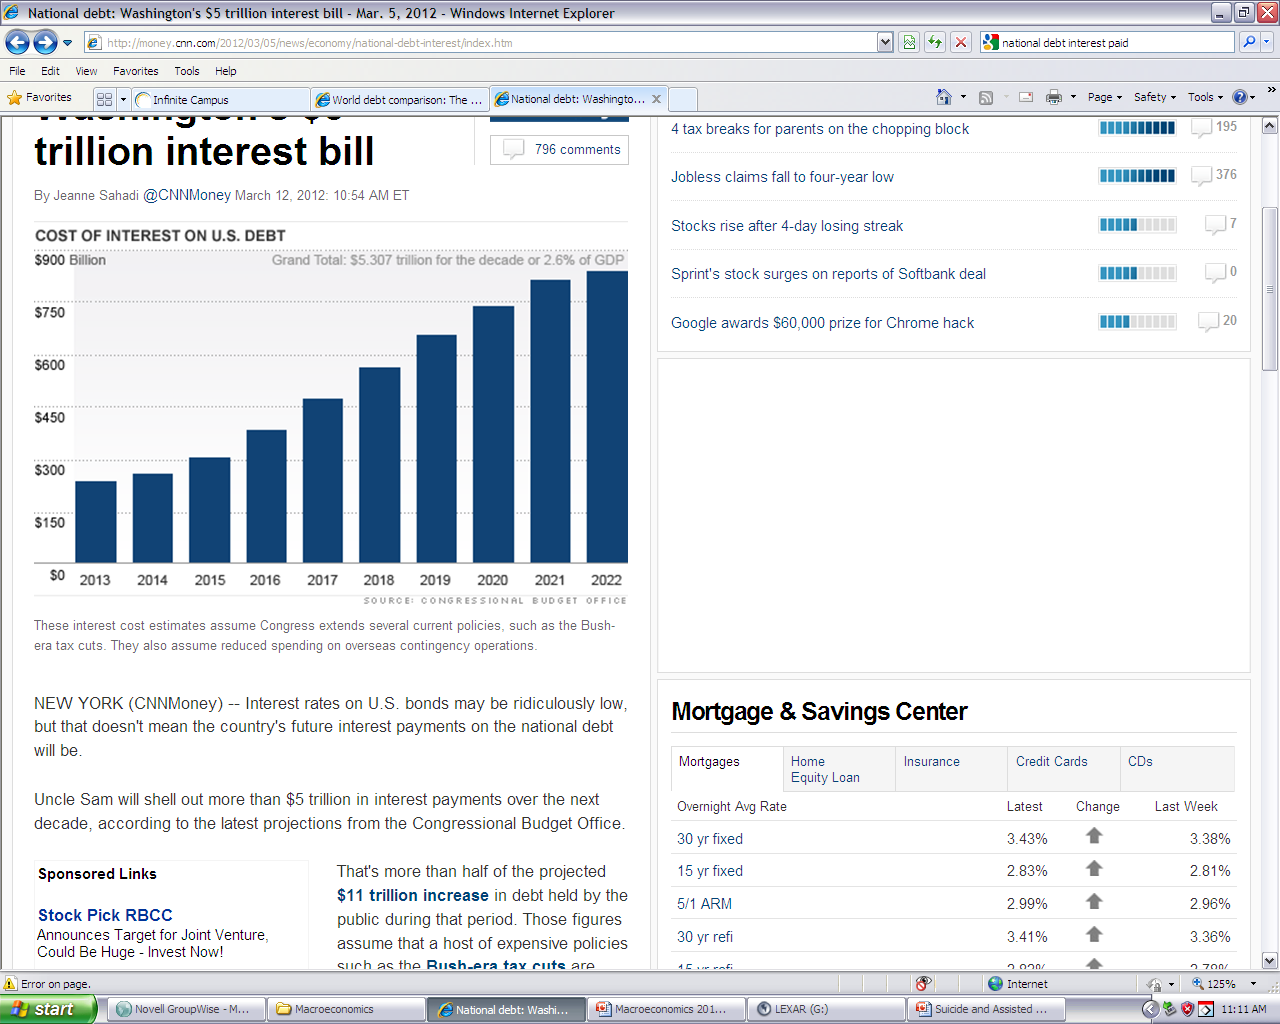 National debt: Washington's $5 trillion interest bill - Mar. 5, 2012 - Windows Internet Explorer
http://money.cnn.com/2012/03/05/news/economy/national-debt-interest/index.htm
national debt interest paid
File Edit View Favorites Tools Help
Favorites
Infinite Campus
World debt comparison: The ...
National debt: Washingto...
Page Safety Tools
trillion interest bill
796 comments
By Jeanne Sahadi @CNNMoney March 12, 2012: 10:54 AM ET
COST OF INTEREST ON U.S. DEBT
$900 Billion
Grand Total: $5.307 trillion for the decade or 2.6% of GDP
$750
$600
$450
$300
$150
$0
2013 2014 2015 2016 2017 2018 2019 2020 2021 2022
SOURCE: CONGRESSIONAL BUDGET OFFICE
These interest cost estimates assume Congress extends several current policies, such as the Bush-
era tax cuts. They also assume reduced spending on overseas contingency operations.
NEW YORK (CNNMoney) -- Interest rates on U.S. bonds may be ridiculously low,
but that doesn't mean the country's future interest payments on the national debt
will be.
Uncle Sam will shell out more than $5 trillion in interest payments over the next
decade, according to the latest projections from the Congressional Budget Office.
Sponsored Links
Stock Pick RBCC
Announces Target for Joint Venture,
Could Be Huge - Invest Now!
That's more than half of the projected
$11 trillion increase in debt held by the
public during that period. Those figures
assume that a host of expensive policies
such as the Bush-era tax cuts are
4 tax breaks for parents on the chopping block 195
Jobless claims fall to four-year low 376
Stocks rise after 4-day losing streak 7
Sprint's stock surges on reports of Softbank deal 0
Google awards $60,000 prize for Chrome hack 20
Mortgage & Savings Center
Mortgages
Home
Equity Loan
Insurance
Credit Cards
CDs
Overnight Avg Rate Latest Change Last Week
30 yr fixed 3.43% 3.38%
15 yr fixed 2.83% 2.81%
5/1 ARM 2.99% 2.96%
30 yr refi 3.41% 3.36%
15 yr refi
Error on page.
Internet
125%
start
Novell GroupWise - M...
Macroeconomics
National debt: Washi...
Macroeconomics 201...
LEXAR (G:)
Suicide and Assisted ...
11:11 AM